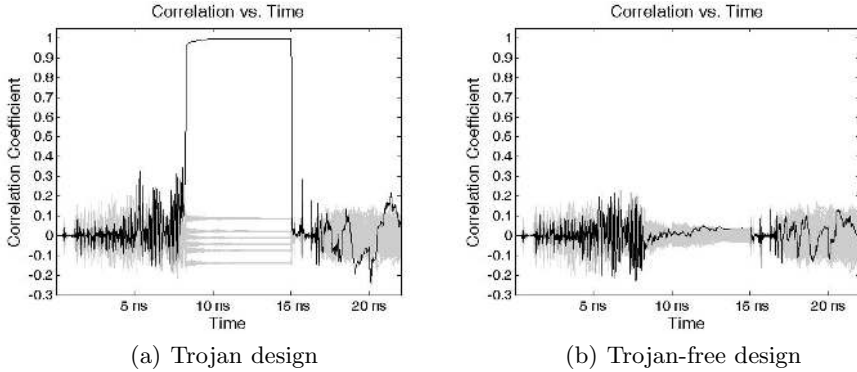 Correlation vs. Time
1
0.9
0.8
0.7
0.6
0.5
0.4
0.3
0.2
0.1
0
-0.1
-0.2
-0.3
Correlation Coefficient
5 ns 10 ns 15 ns 20 ns
Time
(a) Trojan design
Correlation vs. Time
1
0.9
0.8
0.7
0.6
0.5
0.4
0.3
0.2
0.1
0
-0.1
-0.2
-0.3
Correlation Coefficient
5 ns 10 ns 15 ns 20 ns
Time
(b) Trojan-free design